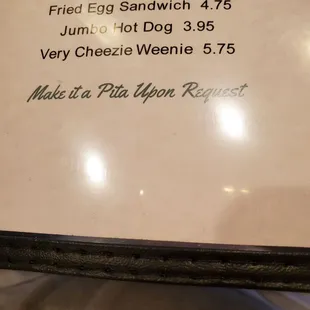 Fried Egg Sandwich 4.75
Jumbo Hot Dog 3.95
Very Cheezie Weenie 5.75
Make it a Pita Upon Request